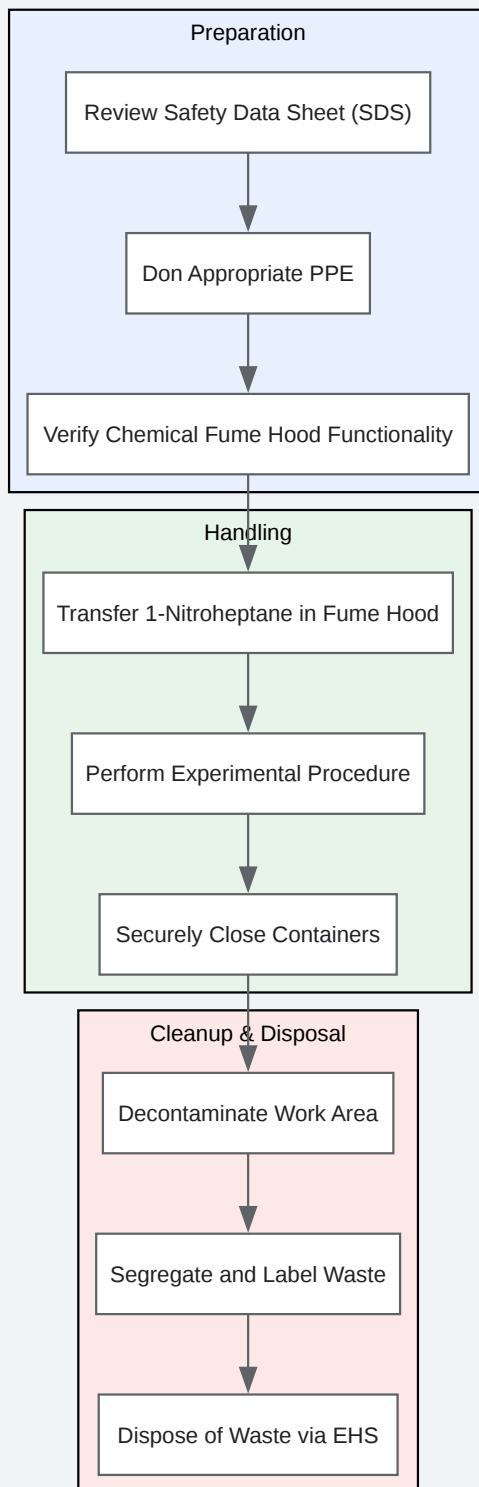 Preparation
Review Safety Data Sheet (SDS)
Don Appropriate PPE
Verify Chemical Fume Hood Functionality
Handling
Transfer 1-Nitroheptane in Fume Hood
Perform Experimental Procedure
Securely Close Containers
Cleanup & Disposal
Decontaminate Work Area
Segregate and Label Waste
Dispose of Waste via EHS